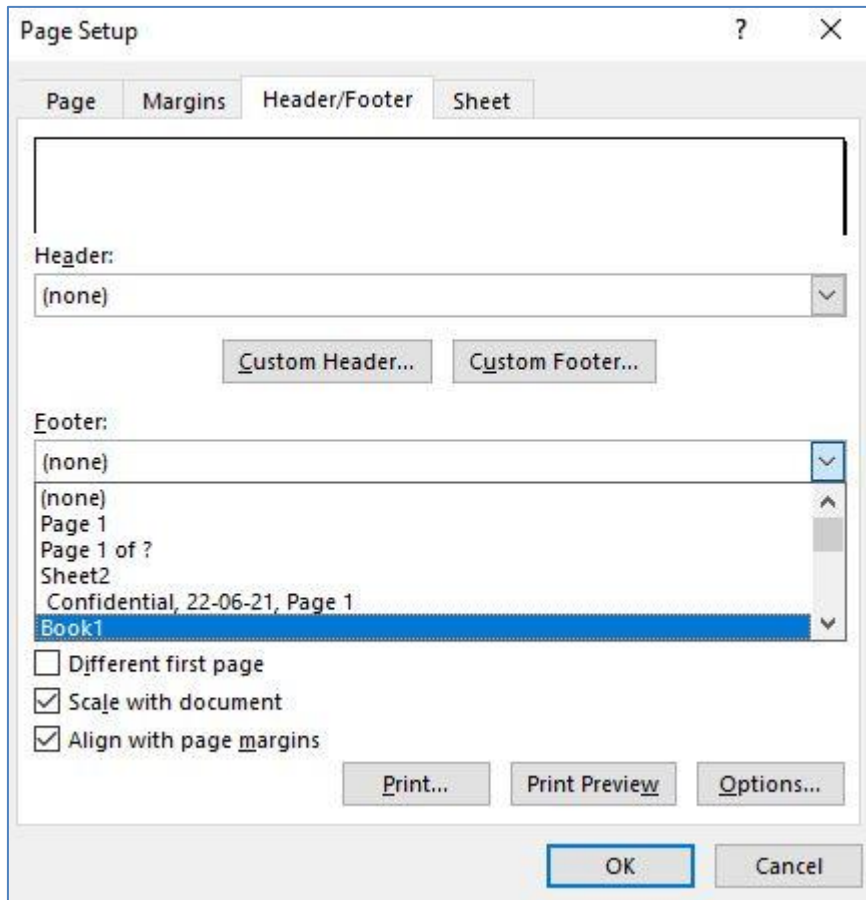 Page Setup ?
Page Margins Header/Footer Sheet
Header:
(none)
Custom Header... Custom Footer...
Footer:
(none)
(none)
Page 1
Page 1 of ?
Sheet2
Confidential, 22-06-21, Page 1
Book1
Different first page
Scale with document
Align with page margins
Print... Print Preview Options...
OK Cancel